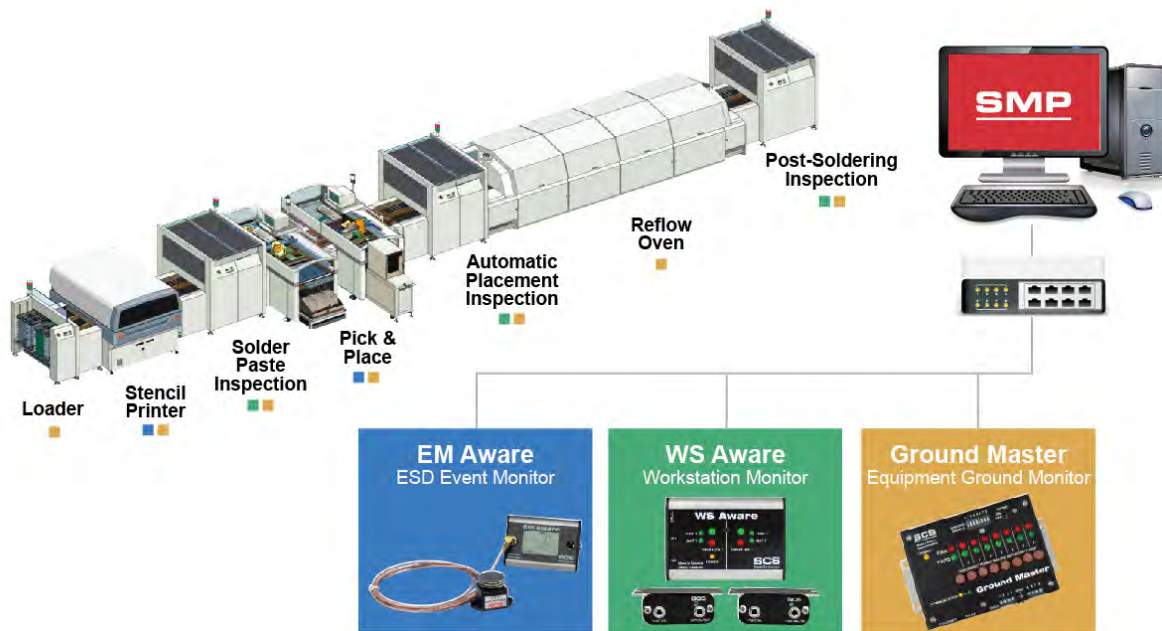 SMP
Post-Soldering
Inspection
Reflow
Oven
Automatic
Placement
Inspection
Pick &
Place
Solder
Paste
Inspection
Stencil
Printer
Loader
EM Aware
ESD Event Monitor
WS Aware
Workstation Monitor
WS Aware
SCS
Ground Master
Equipment Ground Monitor
SCS
Ground Master